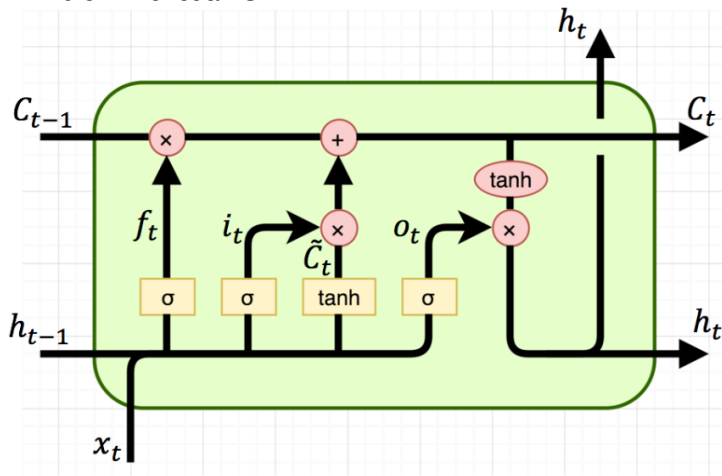 h_t
C_{t-1}
C_t
×
+
tanh
f_t
i_t
×
o_t
×
C̃_t
σ
σ
tanh
σ
h_{t-1}
h_t
x_t